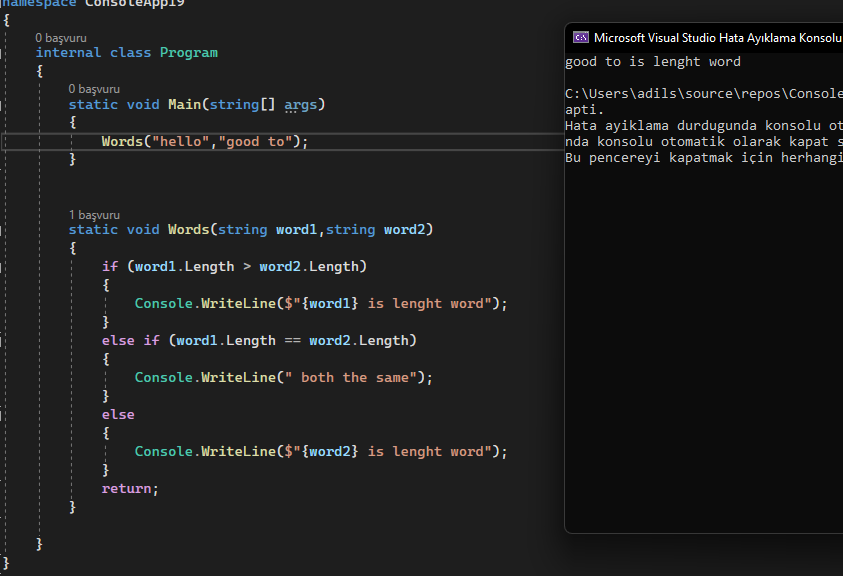 namespace ConsoleApp19
{
0 başvuru
internal class Program
{
0 başvuru
static void Main(string[] args)
{
Words("hello","good to");
}
1 başvuru
static void Words(string word1,string word2)
{
if (word1.Length > word2.Length)
{
Console.WriteLine($"{word1} is lenght word");
}
else if (word1.Length == word2.Length)
{
Console.WriteLine(" both the same");
}
else
{
Console.WriteLine($"{word2} is lenght word");
}
return;
}
}
}
Microsoft Visual Studio Hata Ayıklama Konsolu
good to is lenght word
C:\Users\adils\source\repos\Console
apti.
Hata ayiklama durdugunda konsolu ot
nda konsolu otomatik olarak kapat s
Bu pencereyi kapatmak için herhangi